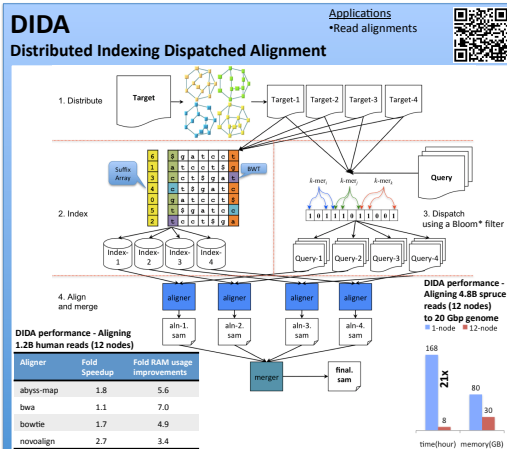 DIDA
Distributed Indexing Dispatched Alignment
Applications
•Read alignments
1. Distribute
Target
Target-1
Target-2
Target-3
Target-4
Suffix
Array
6
1
3
4
0
5
2
$ g a t c c t
a t c c t $ g
c c t $ g a t
c t $ g a t c
g a t c c t $
t $ g a t c c
t c c t $ g a
BWT
2. Index
k-merᵢ
k-merⱼ
k-merₖ
1 0 1 1 1 0 1 1 0 0 1
Query
3. Dispatch
using a Bloom* filter
Index-
1
Index-
2
Index-
3
Index-
4
Query-1
Query-2
Query-3
Query-4
4. Align
and merge
aligner
aligner
aligner
aligner
aln-1.
sam
aln-2.
sam
aln-3.
sam
aln-4.
sam
merger
final.
sam
DIDA performance - Aligning
1.2B human reads (12 nodes)
Aligner Fold Speedup Fold RAM usage improvements
abyss-map 1.8 5.6
bwa 1.1 7.0
bowtie 1.7 4.9
novoalign 2.7 3.4
DIDA performance -
Aligning 4.8B spruce
reads (12 nodes)
to 20 Gbp genome
1-node 12-node
168
21x
8
80
30
time(hour) memory(GB)